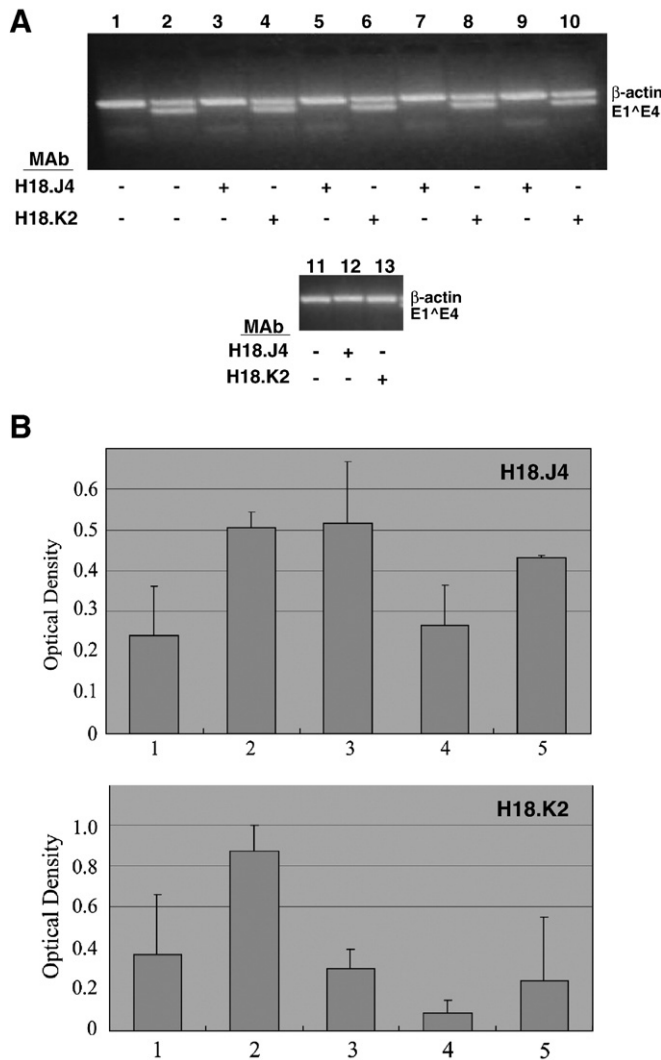 A
1 2 3 4 5 6 7 8 9 10
β-actin
E1^E4
MAb
H18.J4 - - + - + - + - + -
H18.K2 - - - + - + - + - +
11 12 13
β-actin
E1^E4
MAb
H18.J4 - + -
H18.K2 - - +
B
H18.J4
Optical Density
0.6
0.5
0.4
0.3
0.2
0.1
0
1 2 3 4 5
H18.K2
Optical Density
1.0
0.8
0.6
0.4
0.2
0
1 2 3 4 5